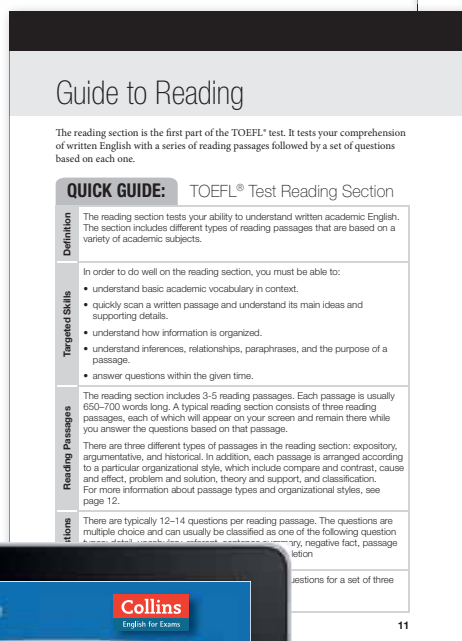 Guide to Reading
The reading section is the first part of the TOEFL® test. It tests your comprehension
of written English with a series of reading passages followed by a set of questions
based on each one.
QUICK GUIDE: TOEFL® Test Reading Section
Definition
The reading section tests your ability to understand written academic English.
The section includes different types of reading passages that are based on a
variety of academic subjects.
Targeted Skills
In order to do well on the reading section, you must be able to:
• understand basic academic vocabulary in context.
• quickly scan a written passage and understand its main ideas and
supporting details.
• understand how information is organized.
• understand inferences, relationships, paraphrases, and the purpose of a
passage.
• answer questions within the given time.
Reading Passages
The reading section includes 3-5 reading passages. Each passage is usually
650–700 words long. A typical reading section consists of three reading
passages, each of which will appear on your screen and remain there while
you answer the questions based on that passage.
There are three different types of passages in the reading section: expository,
argumentative, and historical. In addition, each passage is arranged according
to a particular organizational style, which include compare and contrast, cause
and effect, problem and solution, theory and support, and classification.
For more information about passage types and organizational styles, see
page 12.
There are typically 12–14 questions per reading passage. The questions are
multiple choice and can usually be classified as one of the following question
negative fact, passage
questions for a set of three
Collins
English for Exams
11